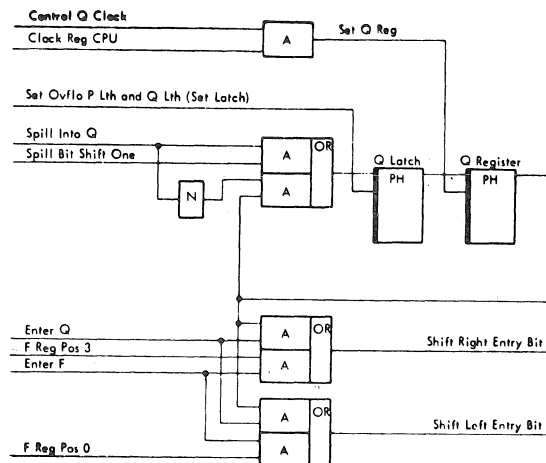 Control Q Clock
Clock Reg CPU
A
Set Q Reg
Set Ovflo P Lth and Q Lth (Set Latch)
Spill Into Q
Spill Bit Shift One
A
OR
A
N
Q Latch
PH
Q Register
PH
Enter Q
F Reg Pos 3
Enter F
A
OR
A
Shift Right Entry Bit
A
OR
A
Shift Left Entry Bit
F Reg Pos 0